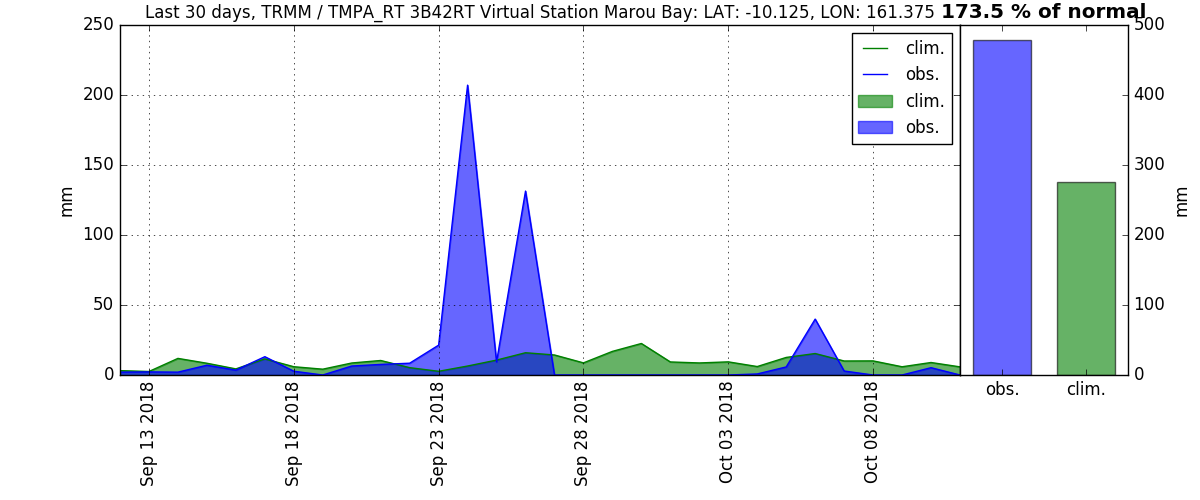 Last 30 days, TRMM / TMPA_RT 3B42RT Virtual Station Marou Bay: LAT: -10.125, LON: 161.375 173.5 % of normal
250
200
150
100
50
0
mm
clim.
obs.
clim.
obs.
500
400
300
200
100
0
mm
Sep 13 2018
Sep 18 2018
Sep 23 2018
Sep 28 2018
Oct 03 2018
Oct 08 2018
obs.
clim.